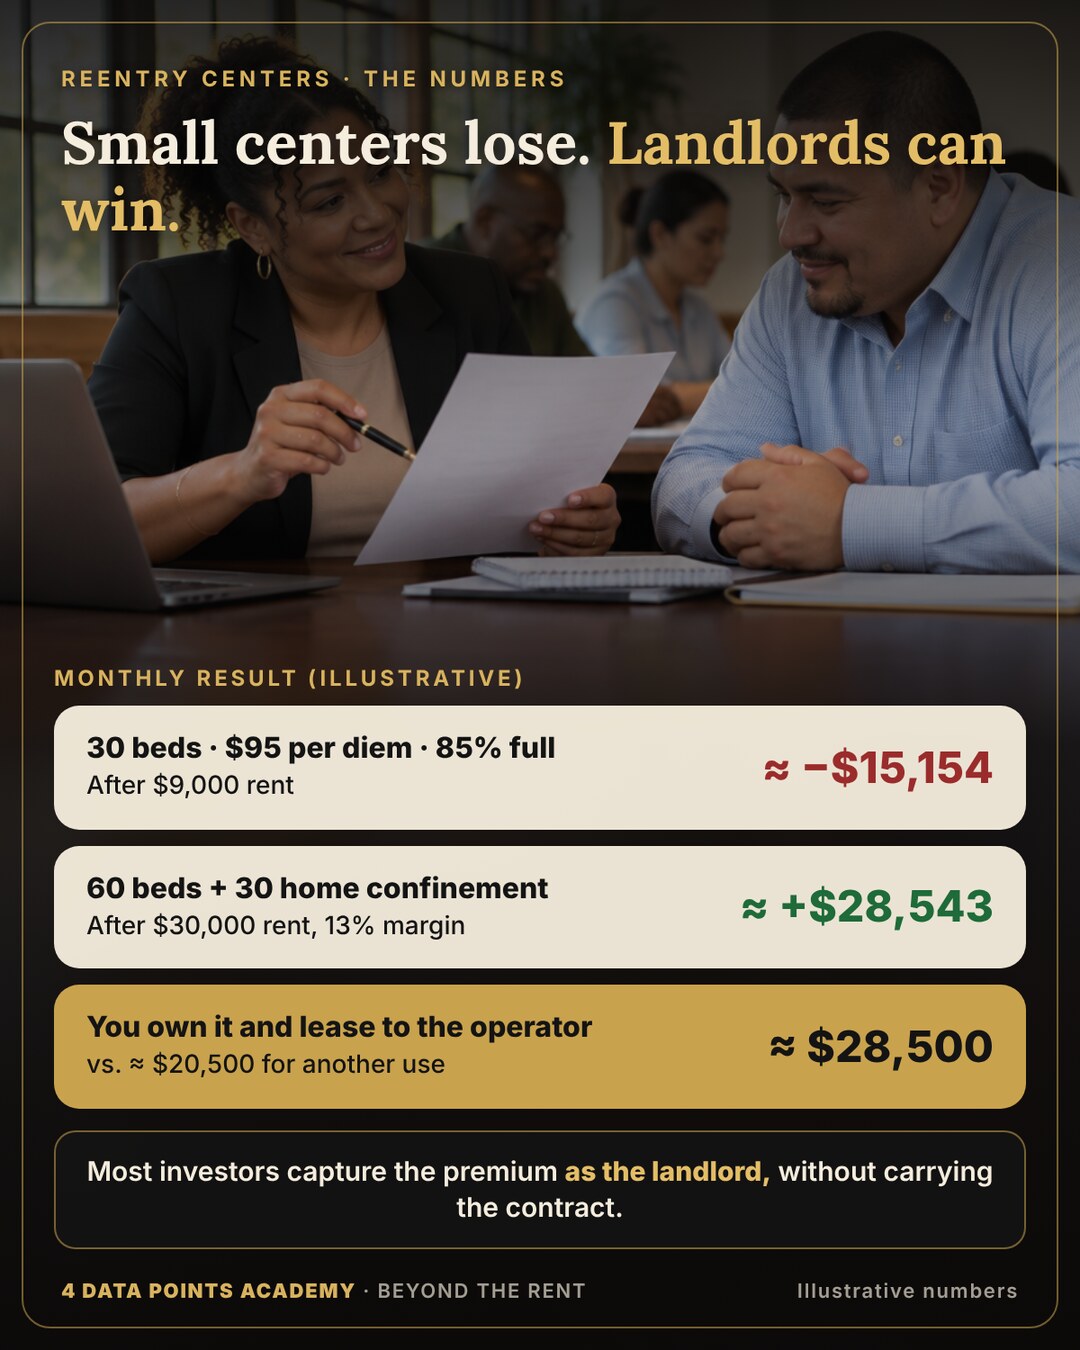 REENTRY CENTERS · THE NUMBERS
Small centers lose. Landlords can
win.
MONTHLY RESULT (ILLUSTRATIVE)
30 beds · $95 per diem · 85% full
After $9,000 rent
≈ −$15,154
60 beds + 30 home confinement
After $30,000 rent, 13% margin
≈ +$28,543
You own it and lease to the operator
vs. ≈ $20,500 for another use
≈ $28,500
Most investors capture the premium as the landlord, without carrying
the contract.
4 DATA POINTS ACADEMY · BEYOND THE RENT
Illustrative numbers